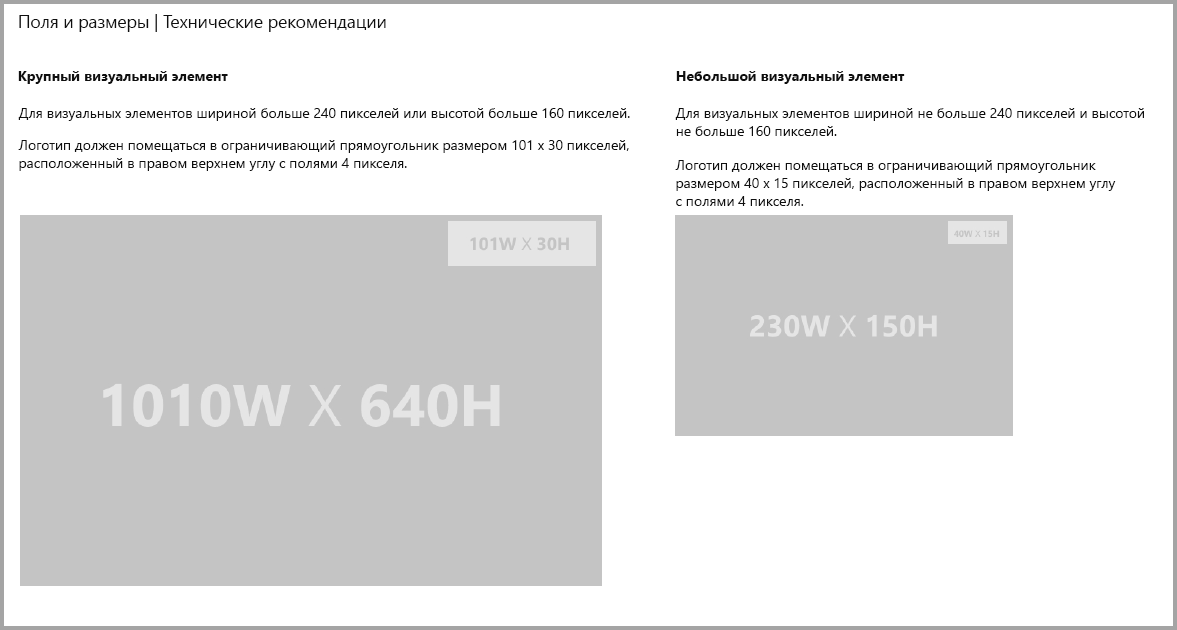 Поля и размеры | Технические рекомендации
Крупный визуальный элемент
Для визуальных элементов шириной больше 240 пикселей или высотой больше 160 пикселей.
Логотип должен помещаться в ограничивающий прямоугольник размером 101 x 30 пикселей,
расположенный в правом верхнем углу с полями 4 пикселя.
101W X 30H
1010W X 640H
Небольшой визуальный элемент
Для визуальных элементов шириной не больше 240 пикселей и высотой
не больше 160 пикселей.
Логотип должен помещаться в ограничивающий прямоугольник
размером 40 x 15 пикселей, расположенный в правом верхнем углу
с полями 4 пикселя.
40W X 15H
230W X 150H